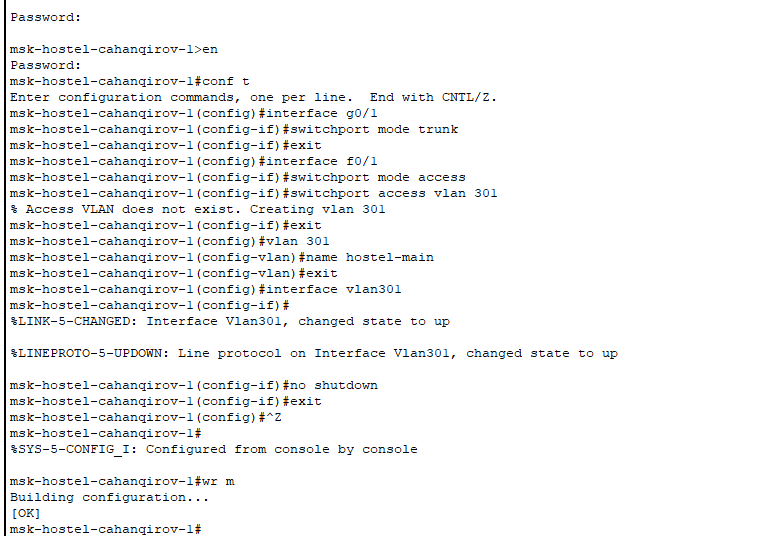 Password:
msk-hostel-cahanqirov-1>en
Password:
msk-hostel-cahanqirov-1#conf t
Enter configuration commands, one per line.  End with CNTL/Z.
msk-hostel-cahanqirov-1(config)#interface g0/1
msk-hostel-cahanqirov-1(config-if)#switchport mode trunk
msk-hostel-cahanqirov-1(config-if)#exit
msk-hostel-cahanqirov-1(config)#interface f0/1
msk-hostel-cahanqirov-1(config-if)#switchport mode access
msk-hostel-cahanqirov-1(config-if)#switchport access vlan 301
% Access VLAN does not exist. Creating vlan 301
msk-hostel-cahanqirov-1(config-if)#exit
msk-hostel-cahanqirov-1(config)#vlan 301
msk-hostel-cahanqirov-1(config-vlan)#name hostel-main
msk-hostel-cahanqirov-1(config-vlan)#exit
msk-hostel-cahanqirov-1(config)#interface vlan301
msk-hostel-cahanqirov-1(config-if)#
%LINK-5-CHANGED: Interface Vlan301, changed state to up
%LINEPROTO-5-UPDOWN: Line protocol on Interface Vlan301, changed state to up
msk-hostel-cahanqirov-1(config-if)#no shutdown
msk-hostel-cahanqirov-1(config-if)#exit
msk-hostel-cahanqirov-1(config)#^Z
msk-hostel-cahanqirov-1#
%SYS-5-CONFIG_I: Configured from console by console
msk-hostel-cahanqirov-1#wr m
Building configuration...
[OK]
msk-hostel-cahanqirov-1#